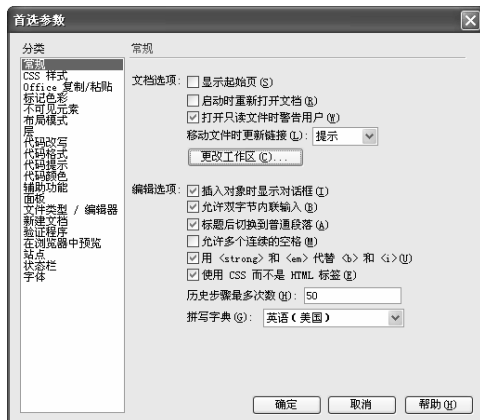 首选参数
分类
常规
CSS 样式
Office 复制/粘贴
标记色彩
不可见元素
布局模式
层
代码改写
代码格式
代码提示
代码颜色
辅助功能
面板
文件类型 / 编辑器
新建文档
验证程序
在浏览器中预览
站点
状态栏
字体
常规
文档选项: 显示起始页(S)
启动时重新打开文档(R)
打开只读文件时警告用户(W)
移动文件时更新链接(L): 提示
更改工作区(C)...
编辑选项: 插入对象时显示对话框(I)
允许双字节内联输入(B)
标题后切换到普通段落(A)
允许多个连续的空格(M)
用 <strong> 和 <em> 代替 <b> 和 <i>(U)
使用 CSS 而不是 HTML 标签(E)
历史步骤最多次数(H): 50
拼写字典(G): 英语(美国)
确定 取消 帮助(H)